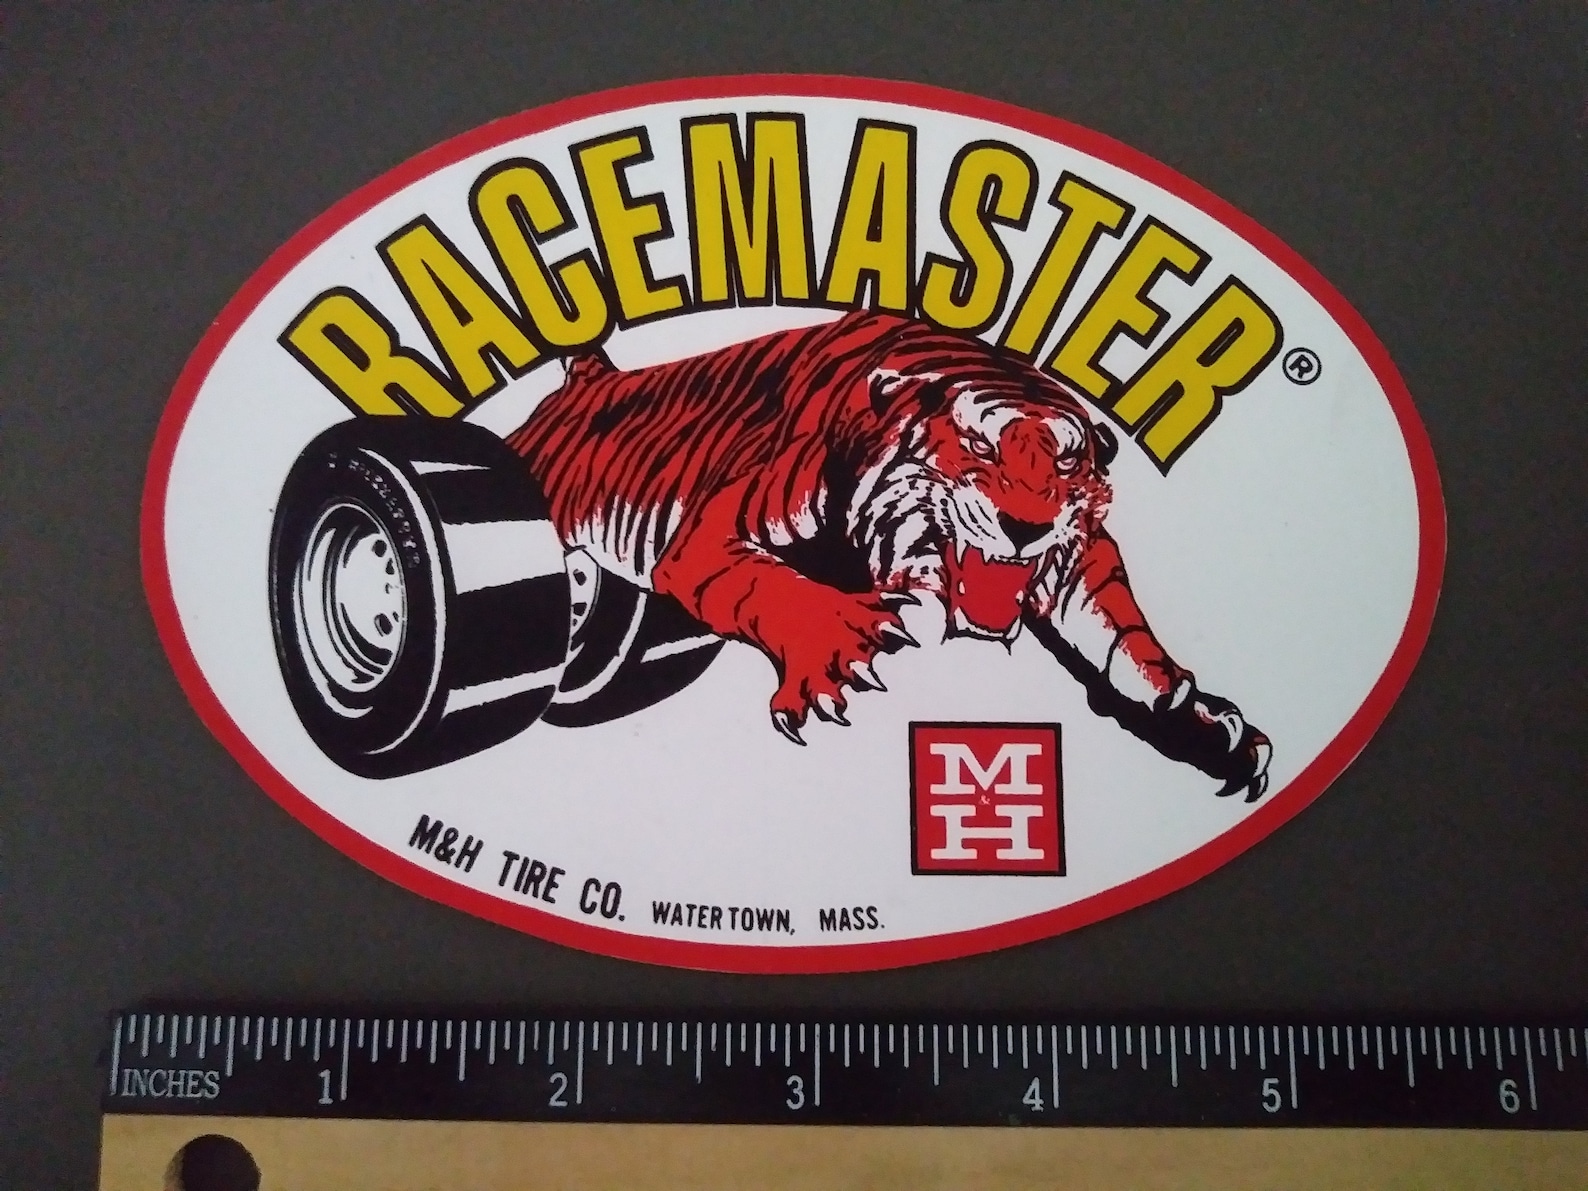 RACEMASTER®
M
&
H
M&H TIRE CO. WATERTOWN, MASS.
INCHES 1 2 3 4 5 6